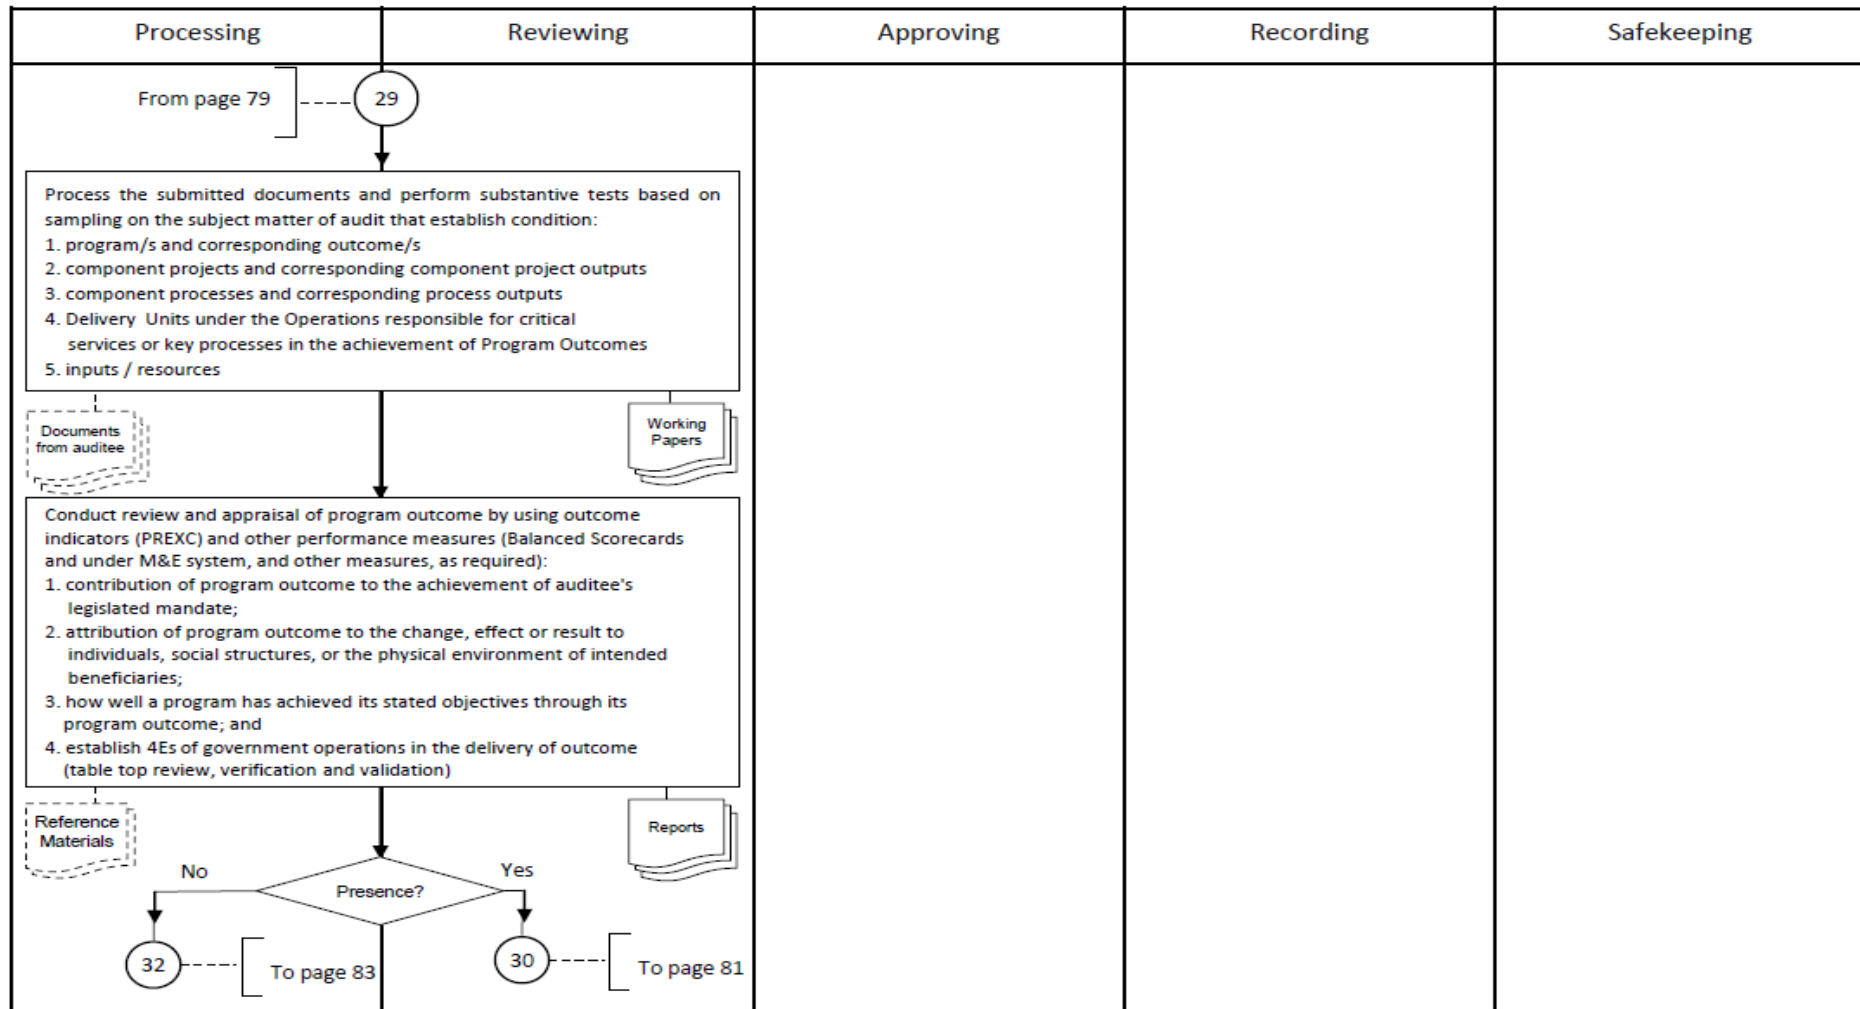 Processing
Reviewing
Approving
Recording
Safekeeping
From page 79
29
Process the submitted documents and perform substantive tests based on
sampling on the subject matter of audit that establish condition:
1. program/s and corresponding outcome/s
2. component projects and corresponding component project outputs
3. component processes and corresponding process outputs
4. Delivery Units under the Operations responsible for critical
services or key processes in the achievement of Program Outcomes
5. inputs / resources
Documents
from auditee
Working
Papers
Conduct review and appraisal of program outcome by using outcome
indicators (PREXC) and other performance measures (Balanced Scorecards
and under M&E system, and other measures, as required):
1. contribution of program outcome to the achievement of auditee's
legislated mandate;
2. attribution of program outcome to the change, effect or result to
individuals, social structures, or the physical environment of intended
beneficiaries;
3. how well a program has achieved its stated objectives through its
program outcome; and
4. establish 4Es of government operations in the delivery of outcome
(table top review, verification and validation)
Reference
Materials
Reports
No
Yes
Presence?
32
To page 83
30
To page 81